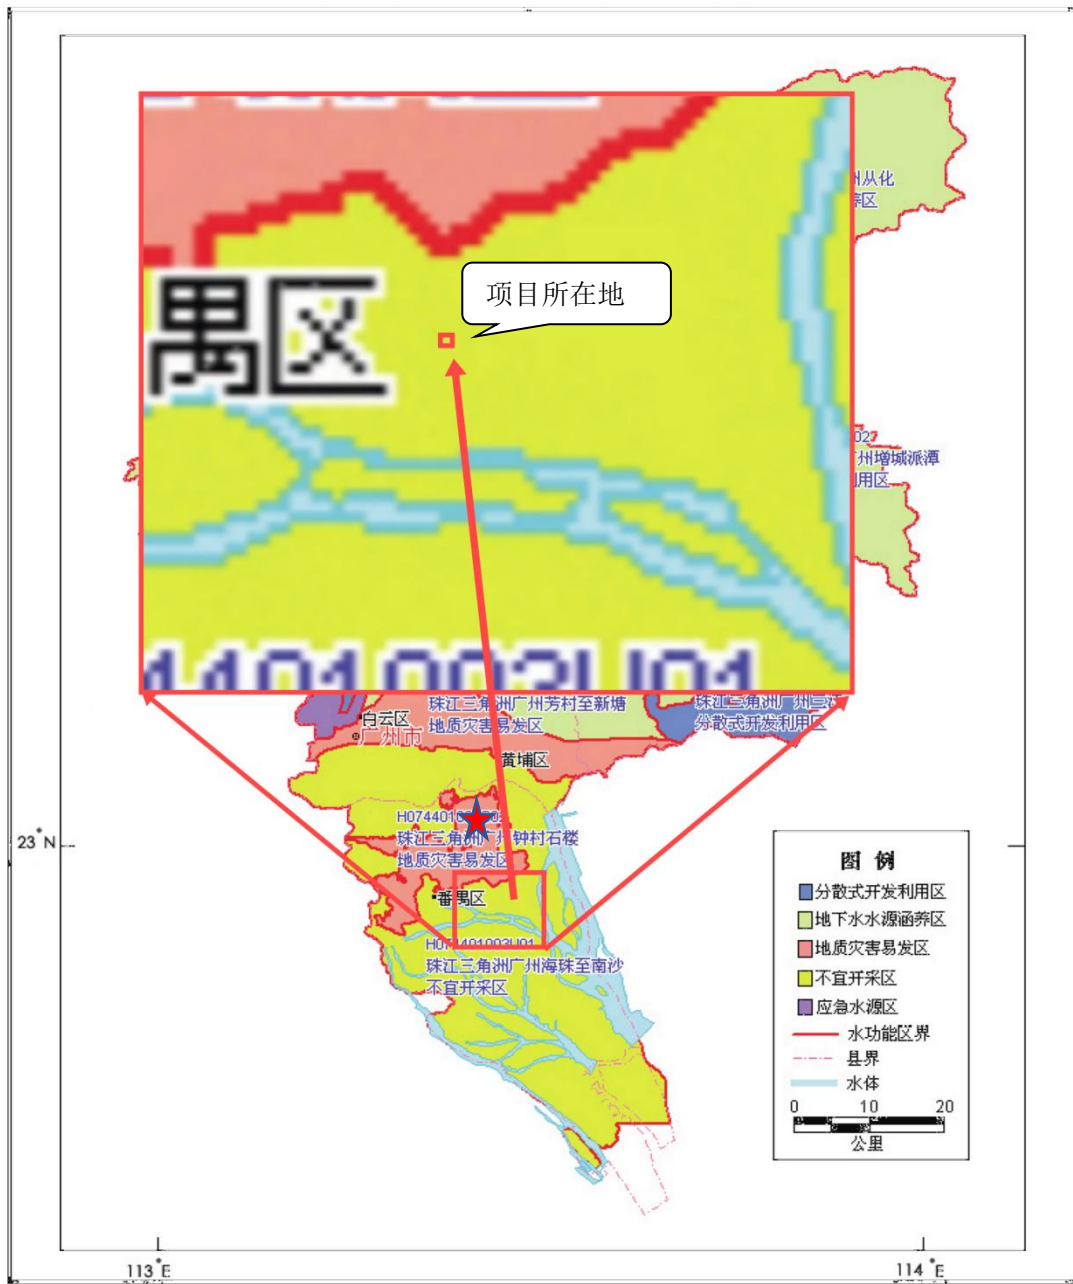 州从化
养区
项目所在地
禺区
02
州增城派潭
用区
4401003U01
珠江三角洲广州芳村至新塘
地质灾害易发区
珠江三角洲广州三江
分散式开发利用区
白云区
广州市
黄埔区
H07440100
珠江三角洲广州钟村石楼
地质灾害易发区
23°N
番禺区
H074401003U01
珠江三角洲广州海珠至南沙
不宜开采区
图例
分散式开发利用区
地下水水源涵养区
地质灾害易发区
不宜开采区
应急水源区
水功能区界
县界
水体
0 10 20
公里
113°E
114°E